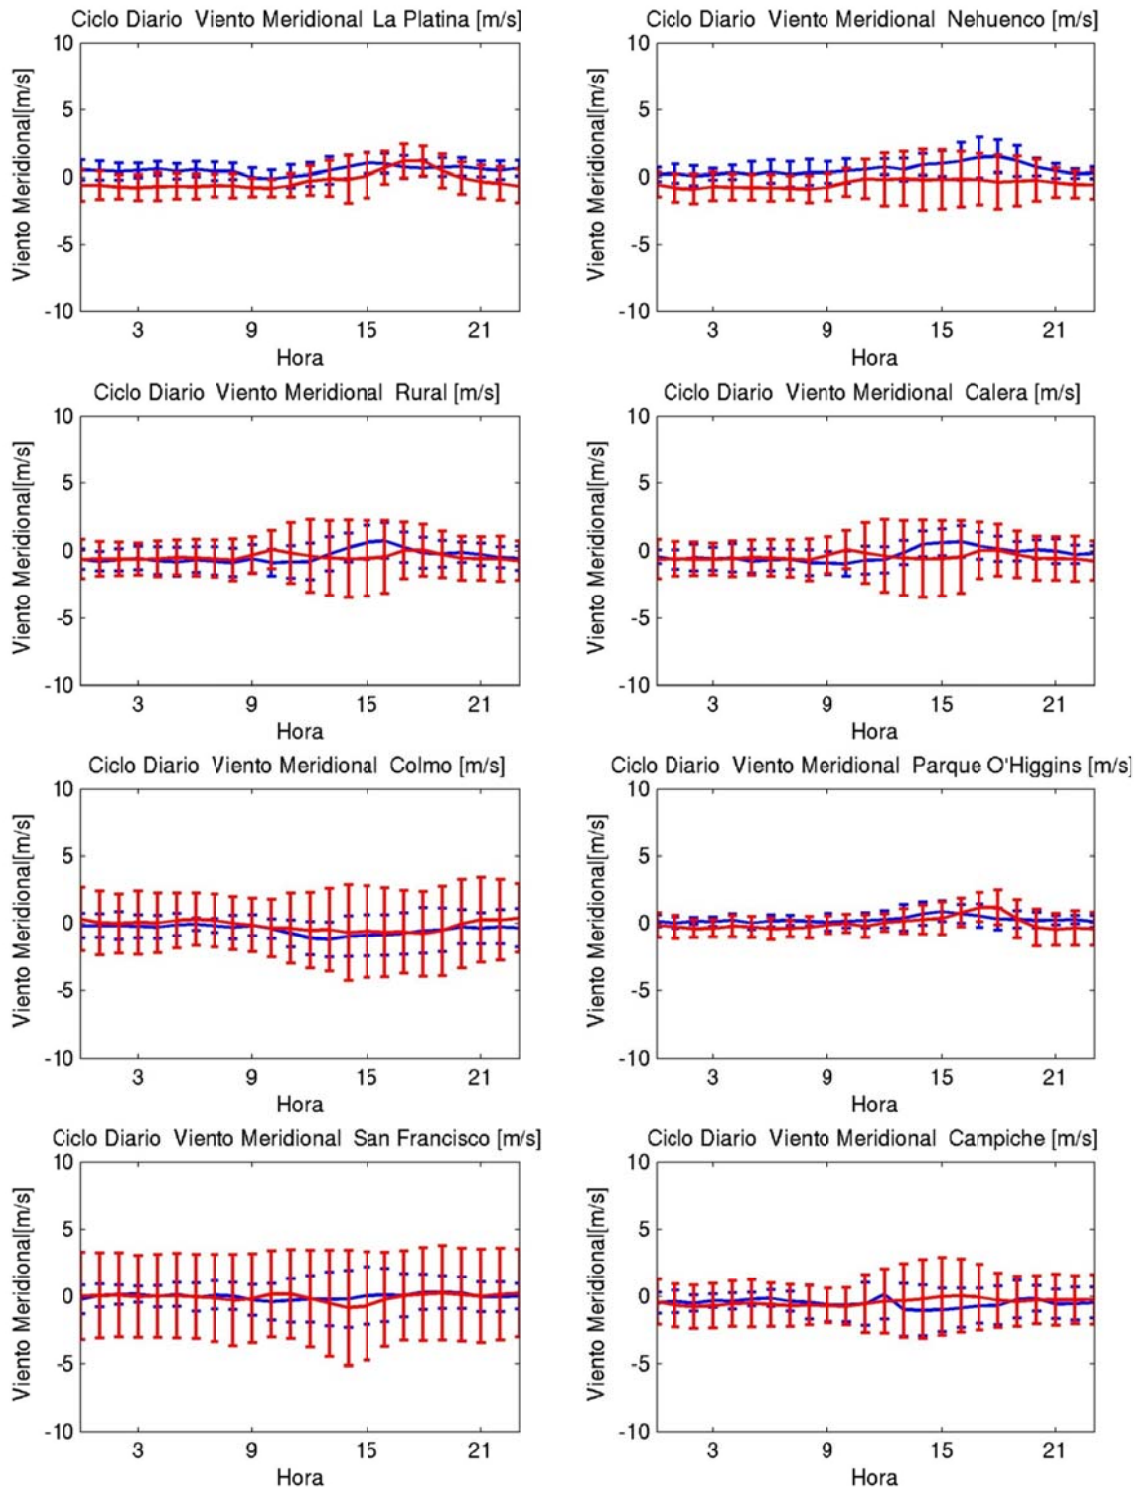 Ciclo Diario Viento Meridional La Platina [m/s]
Viento Meridional[m/s]
10
5
0
-5
-10
3 9 15 21
Hora
Ciclo Diario Viento Meridional Nehuenco [m/s]
Viento Meridional[m/s]
10
5
0
-5
-10
3 9 15 21
Hora
Ciclo Diario Viento Meridional Rural [m/s]
Viento Meridional[m/s]
10
5
0
-5
-10
3 9 15 21
Hora
Ciclo Diario Viento Meridional Calera [m/s]
Viento Meridional[m/s]
10
5
0
-5
-10
3 9 15 21
Hora
Ciclo Diario Viento Meridional Colmo [m/s]
Viento Meridional[m/s]
10
5
0
-5
-10
3 9 15 21
Hora
Ciclo Diario Viento Meridional Parque O'Higgins [m/s]
Viento Meridional[m/s]
10
5
0
-5
-10
3 9 15 21
Hora
Ciclo Diario Viento Meridional San Francisco [m/s]
Viento Meridional[m/s]
10
5
0
-5
-10
3 9 15 21
Hora
Ciclo Diario Viento Meridional Campiche [m/s]
Viento Meridional[m/s]
10
5
0
-5
-10
3 9 15 21
Hora